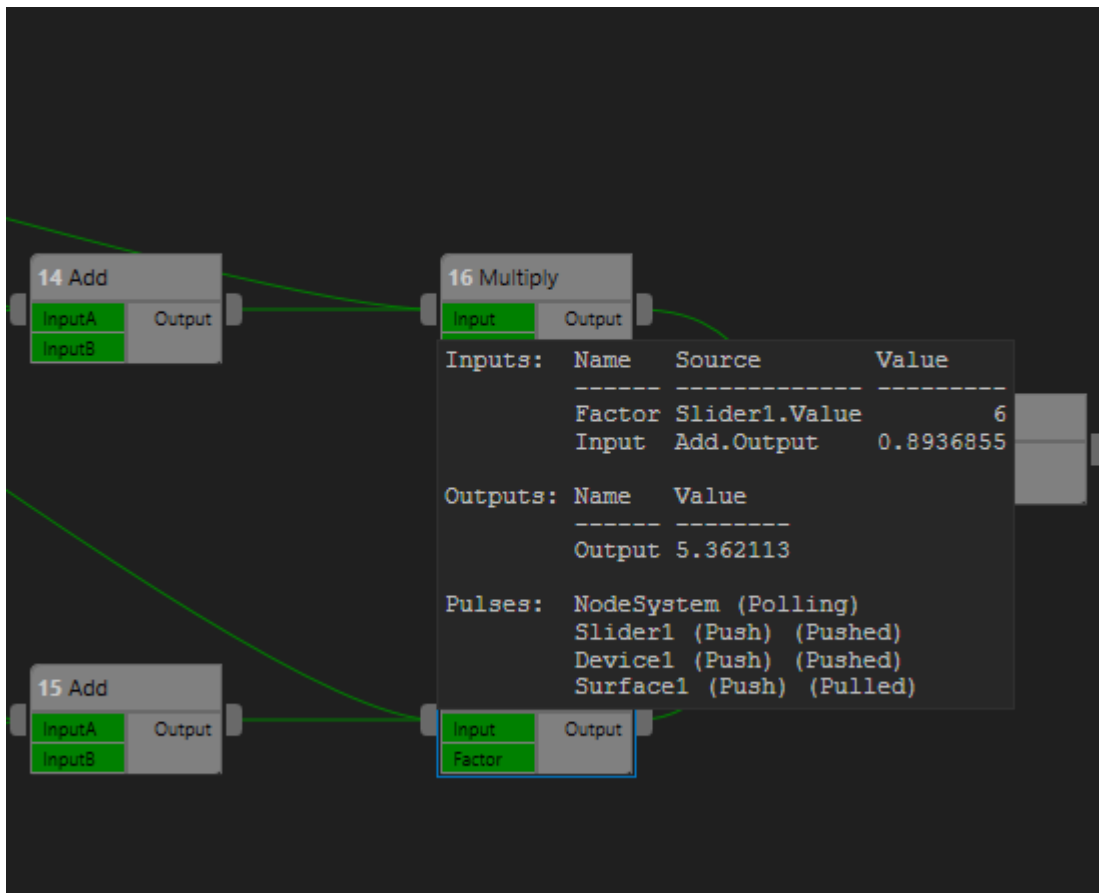 14 Add
InputA Output
InputB
16 Multiply
Input Output
Inputs: Name Source Value
------ ------------- ---------
Factor Slider1.Value 6
Input Add.Output 0.8936855
Outputs: Name Value
------ --------
Output 5.362113
Pulses: NodeSystem (Polling)
Slider1 (Push) (Pushed)
Device1 (Push) (Pushed)
Surface1 (Push) (Pulled)
15 Add
InputA Output
InputB
Input Output
Factor